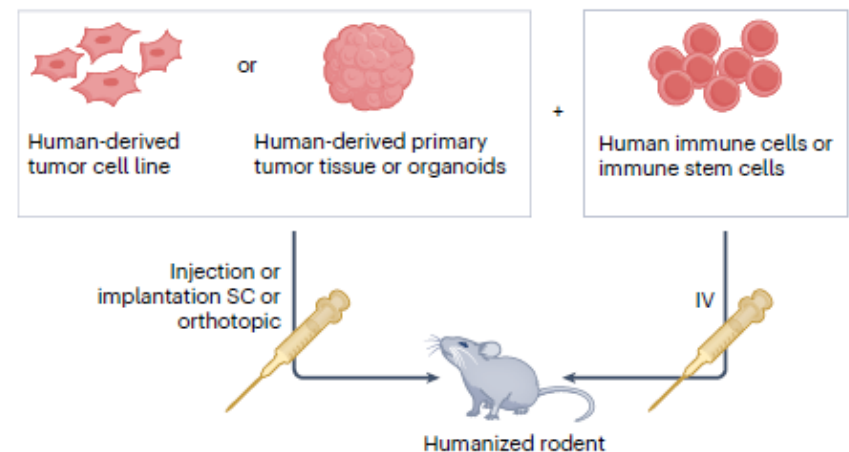 or
+
Human-derived
tumor cell line
Human-derived primary
tumor tissue or organoids
Human immune cells or
immune stem cells
Injection or
implantation SC or
orthotopic
IV
Humanized rodent